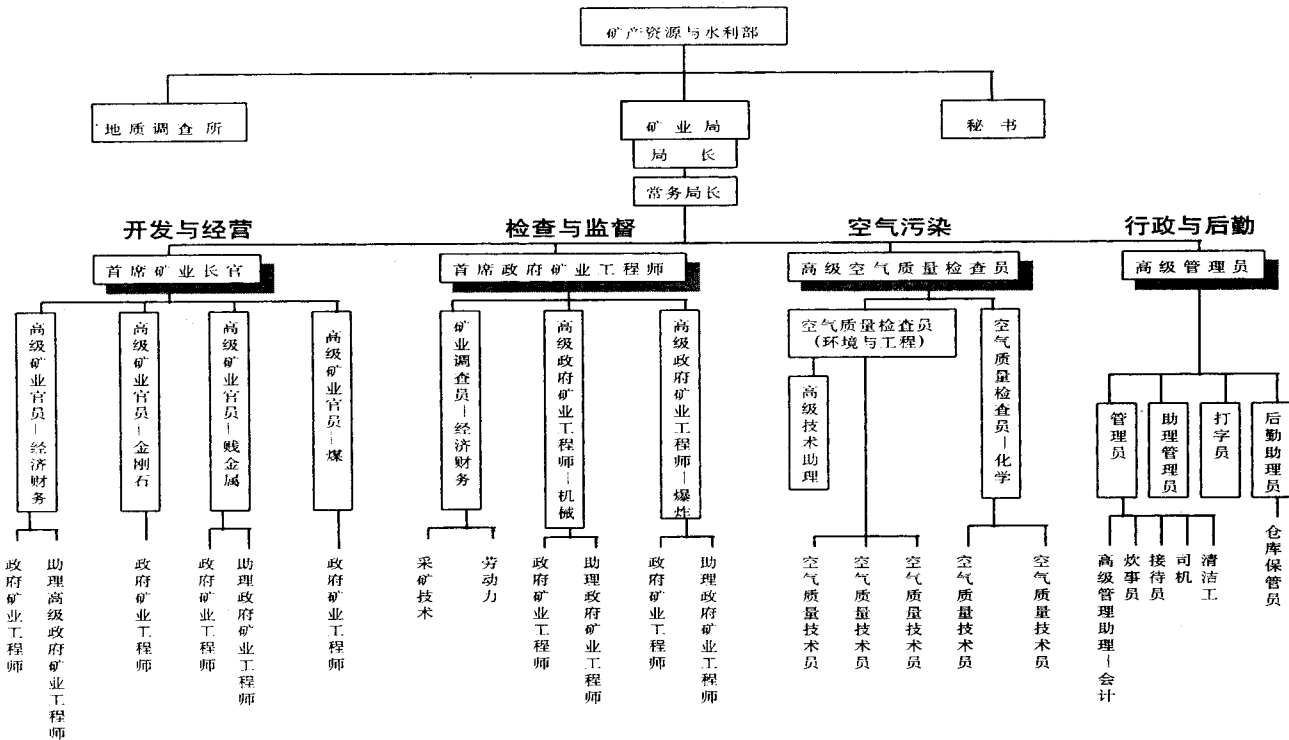 矿产资源与水利部
地质调查所
矿业局
秘书
局长
常务局长
开发与经营
检查与监督
空气污染
行政与后勤
首席矿业长官
首席政府矿业工程师
高级空气质量检查员
高级管理员
高级矿业官员—经济财务
高级矿业官员—金刚石
高级矿业官员—贱金属
高级矿业官员—煤
矿业调查员—经济财务
高级政府矿业工程师—机械
高级政府矿业工程师—爆炸
空气质量检查员
(环境与工程)
空气质量检查员—化学
高级技术助理
管理员
助理管理员
打字员
后勤助理员
政府矿业工程师
助理高级政府矿业工程师
政府矿业工程师
政府矿业工程师
助理政府矿业工程师
政府矿业工程师
采矿技术
劳动力
政府矿业工程师
助理政府矿业工程师
政府矿业工程师
助理政府矿业工程师
空气质量技术员
空气质量技术员
空气质量技术员
空气质量技术员
空气质量技术员
高级管理助理—会计
炊事员
接待员
司机
清洁工
仓库保管员